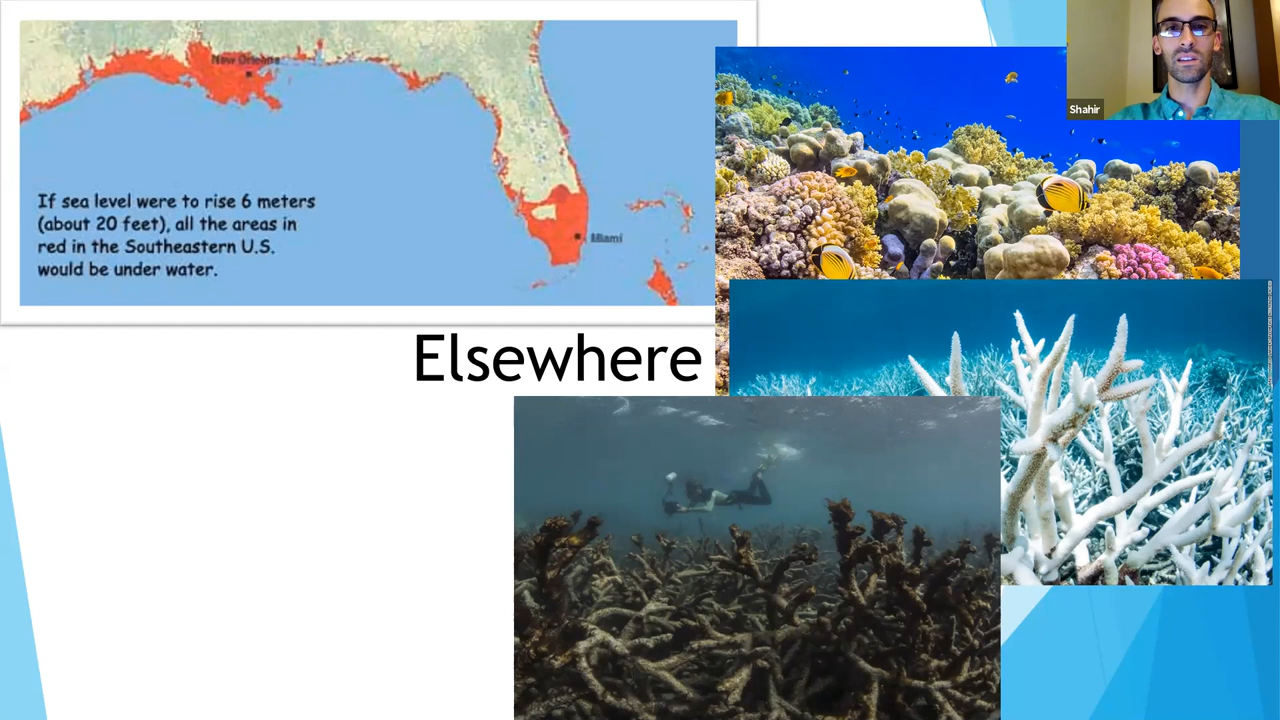 New Orleans
If sea level were to rise 6 meters
(about 20 feet), all the areas in
red in the Southeastern U.S.
would be under water.
Miami
Shahir
Elsewhere